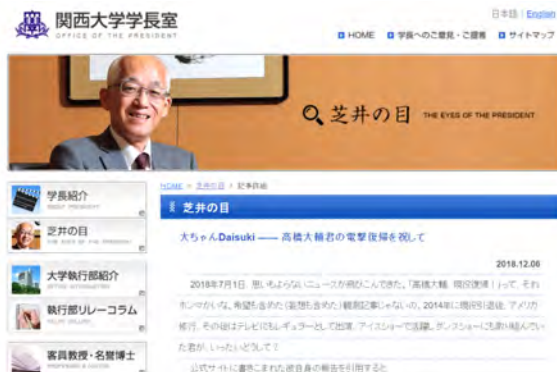 関西大学学長室
OFFICE OF THE PRESIDENT
日本語 | English
HOME 学長へのご意見・ご提案 サイトマップ
芝井の目 THE EYES OF THE PRESIDENT
HOME > 芝井の目 > 記事詳細
学長紹介
ABOUT PRESIDENT
芝井の目
THE EYES OF THE PRESIDENT
大学執行部紹介
執行部リレーコラム
客員教授・名誉博士
芝井の目
大ちゃんDaisuki —— 高橋大輔君の電撃復帰を祝して
2018.12.06
2018年7月1日、思いもよらないニュースが飛びこんできた。「高橋大輔、現役復帰!」って、それ
ホンマかいな。希望も含めた(妄想も含めた)観測記事じゃないの。2014年に現役引退後、アメリカ
修行、その後はテレビにもレギュラーとして出演、アイスショーで活躍。ダンスショーにも取り組んでい
た君が、いったいどうして?
公式サイトに書きこまれた彼自身の報告を引用すると